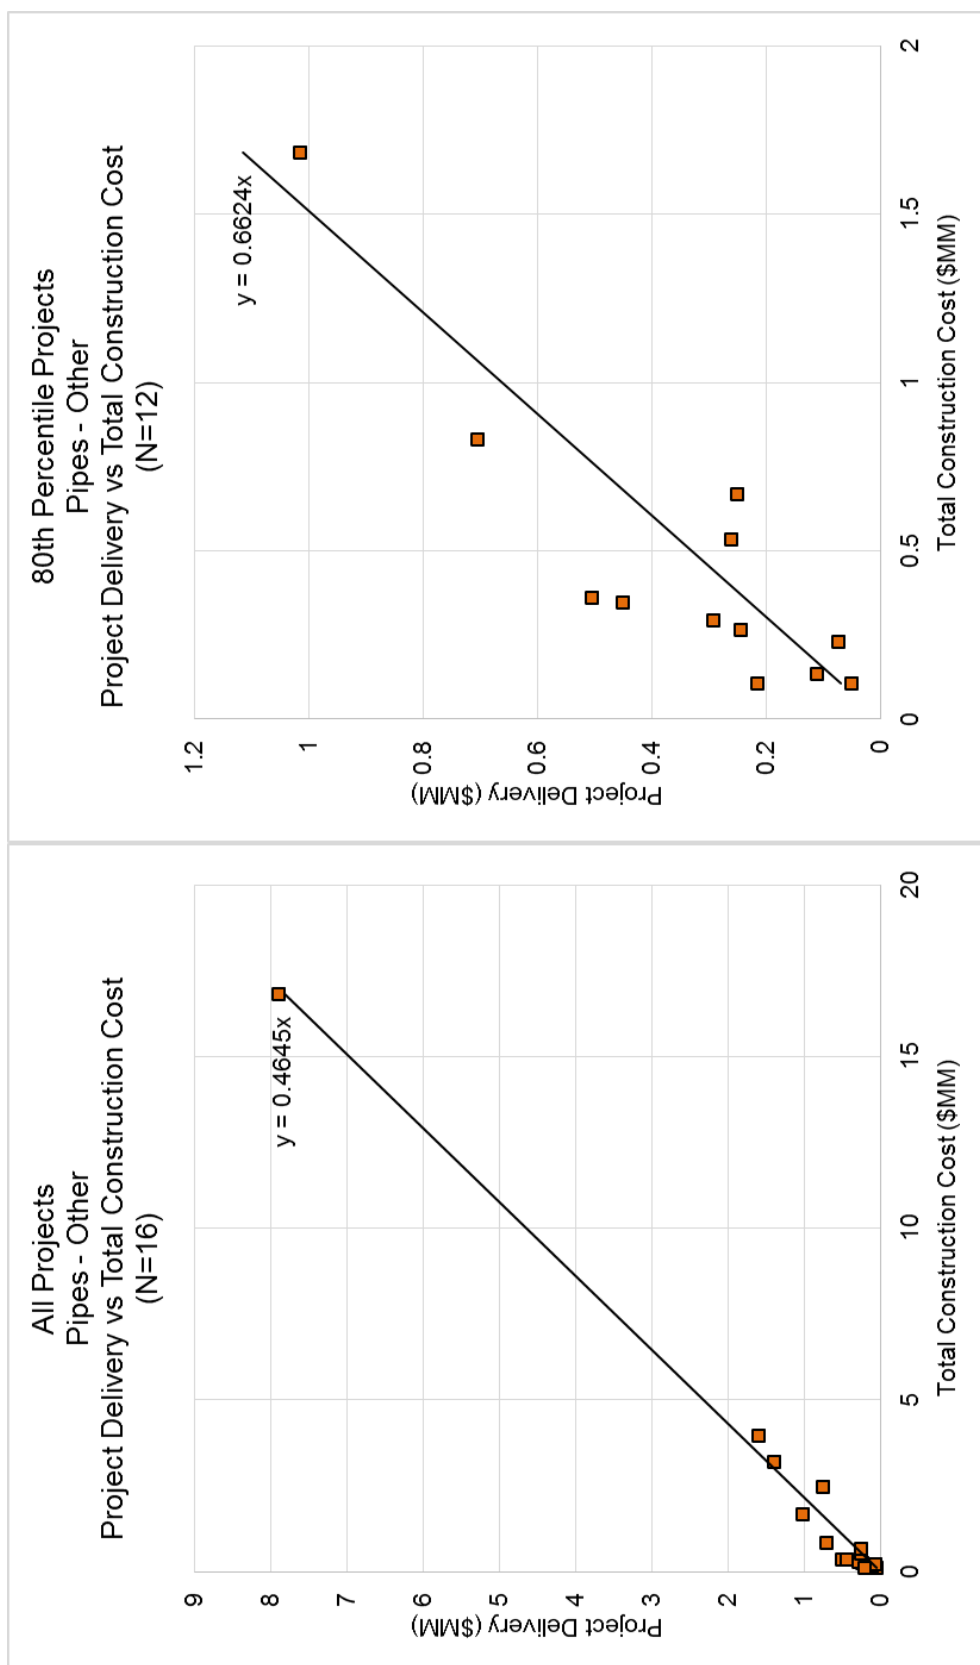 All Projects
Pipes - Other
Project Delivery vs Total Construction Cost
(N=16)
9
8
7
6
5
4
3
2
1
0
Project Delivery ($MM)
y = 0.4645x
0
5
10
15
20
Total Construction Cost ($MM)
80th Percentile Projects
Pipes - Other
Project Delivery vs Total Construction Cost
(N=12)
1.2
1
0.8
0.6
0.4
0.2
0
Project Delivery ($MM)
y = 0.6624x
0
0.5
1
1.5
2
Total Construction Cost ($MM)